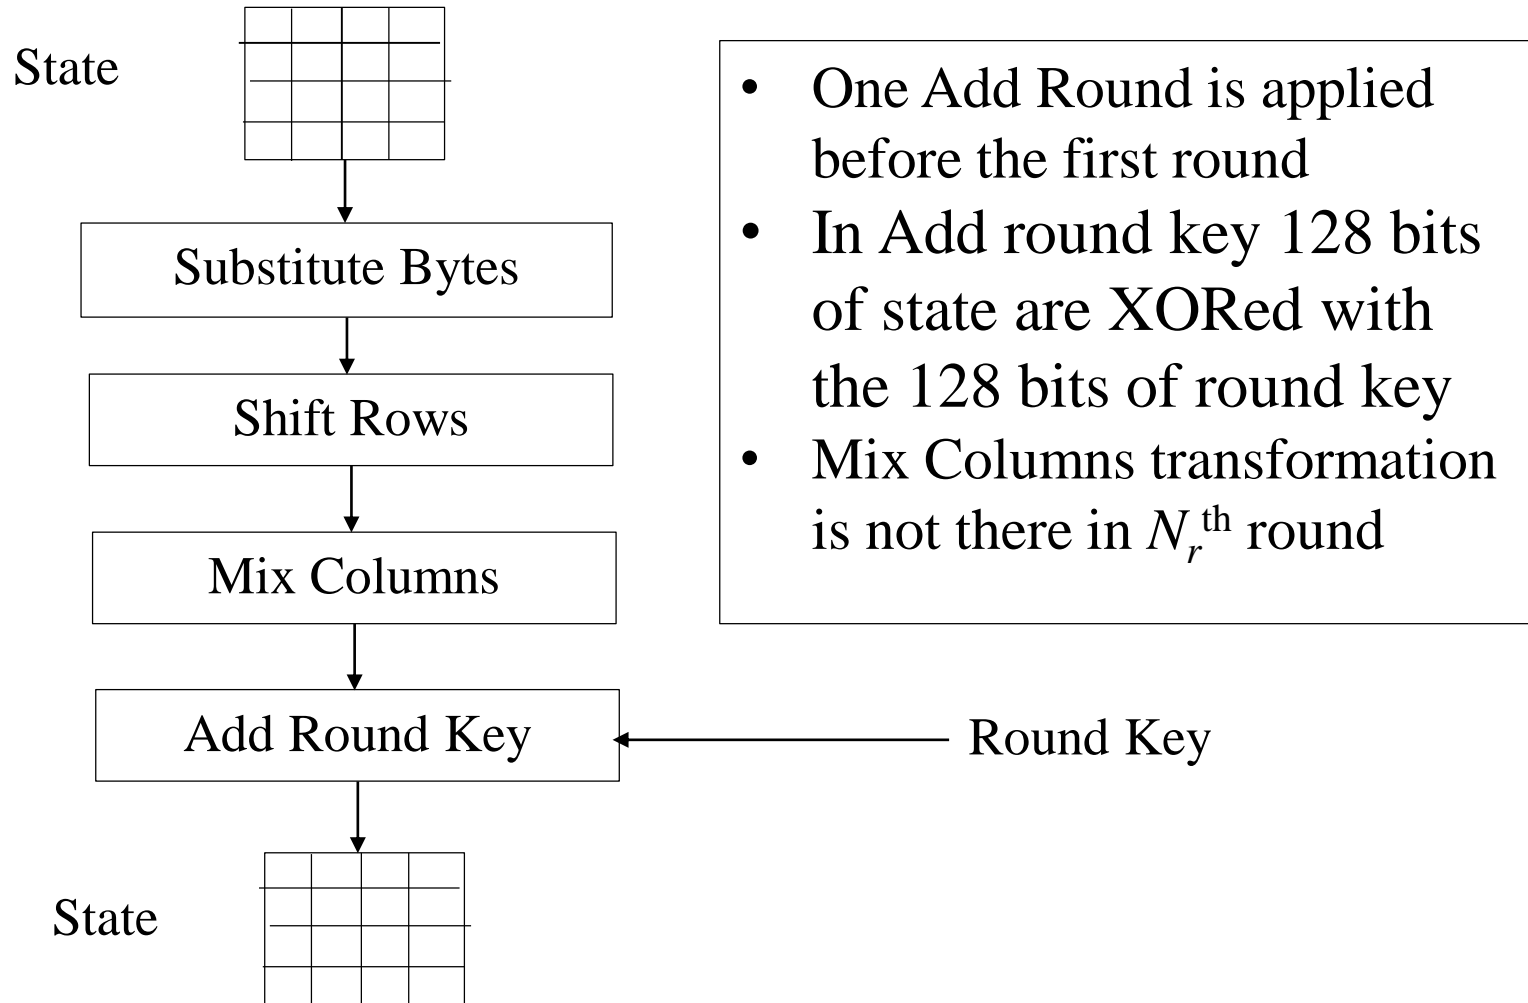 State
Substitute Bytes
Shift Rows
Mix Columns
Add Round Key
Round Key
State
• One Add Round is applied
before the first round
• In Add round key 128 bits
of state are XORed with
the 128 bits of round key
• Mix Columns transformation
is not there in Nᵣᵗʰ round